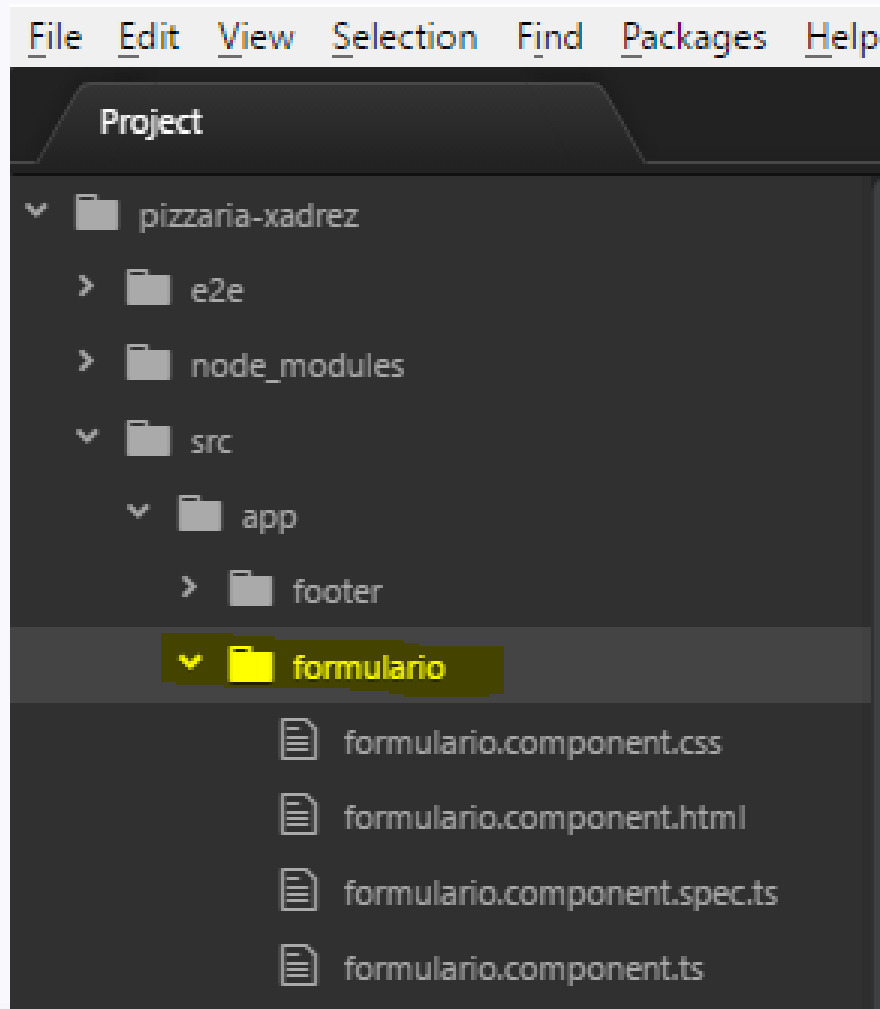 File Edit View Selection Find Packages Help
Project
pizzaria-xadrez
e2e
node_modules
src
app
footer
formulario
formulario.component.css
formulario.component.html
formulario.component.spec.ts
formulario.component.ts